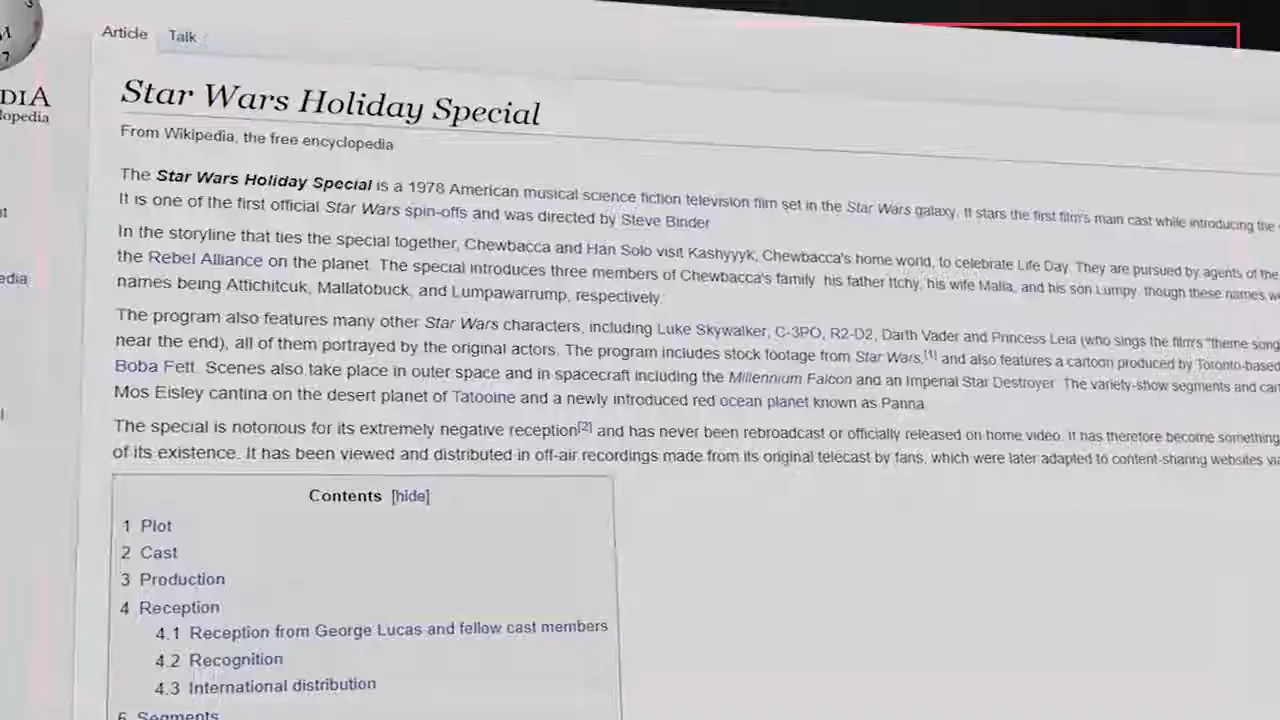 Article Talk
DIA
lopedia
Star Wars Holiday Special
From Wikipedia, the free encyclopedia
The Star Wars Holiday Special is a 1978 American musical science fiction television film set in the Star Wars galaxy. It stars the first film's main cast while introducing the
It is one of the first official Star Wars spin-offs and was directed by Steve Binder
In the storyline that ties the special together, Chewbacca and Han Solo visit Kashyyyk, Chewbacca's home world, to celebrate Life Day. They are pursued by agents of the
the Rebel Alliance on the planet. The special introduces three members of Chewbacca's family his father Itchy, his wife Malla, and his son Lumpy, though these names
names being Attichitcuk, Mallatobuck, and Lumpawarrump, respectively.
The program also features many other Star Wars characters, including Luke Skywalker, C-3PO, R2-D2, Darth Vader and Princess Leia (who sings the film's "theme song
near the end), all of them portrayed by the original actors. The program includes stock footage from Star Wars,[1] and also features a cartoon produced by Toronto-based
Boba Fett. Scenes also take place in outer space and in spacecraft including the Millennium Falcon and an Imperial Star Destroyer. The variety-show segments and
Mos Eisley cantina on the desert planet of Tatooine and a newly introduced red ocean planet known as Panna
The special is notorious for its extremely negative reception[2] and has never been rebroadcast or officially released on home video. It has therefore become something
of its existence. It has been viewed and distributed in off-air recordings made from its original telecast by fans, which were later adapted to content-sharing websites
edia
Contents [hide]
1 Plot
2 Cast
3 Production
4 Reception
4.1 Reception from George Lucas and fellow cast members
4.2 Recognition
4.3 International distribution
Segments